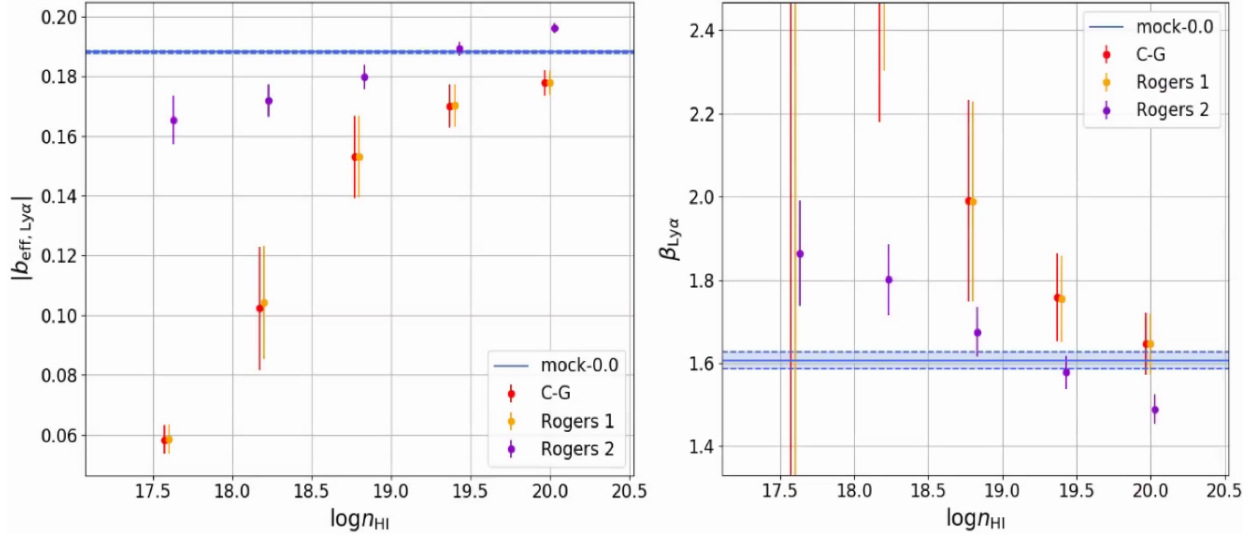 |b_eff, Lyα|
0.20
0.18
0.16
0.14
0.12
0.10
0.08
0.06
mock-0.0
C-G
Rogers 1
Rogers 2
17.5 18.0 18.5 19.0 19.5 20.0 20.5
log n_HI
β_Lyα
2.4
2.2
2.0
1.8
1.6
1.4
mock-0.0
C-G
Rogers 1
Rogers 2
17.5 18.0 18.5 19.0 19.5 20.0 20.5
log n_HI